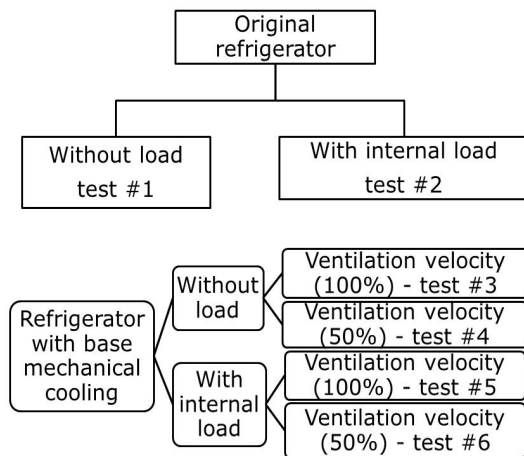 Original
refrigerator
Without load
test #1
With internal load
test #2
Refrigerator
with base
mechanical
cooling
Without
load
Ventilation velocity
(100%) - test #3
Ventilation velocity
(50%) - test #4
With
internal
load
Ventilation velocity
(100%) - test #5
Ventilation velocity
(50%) - test #6